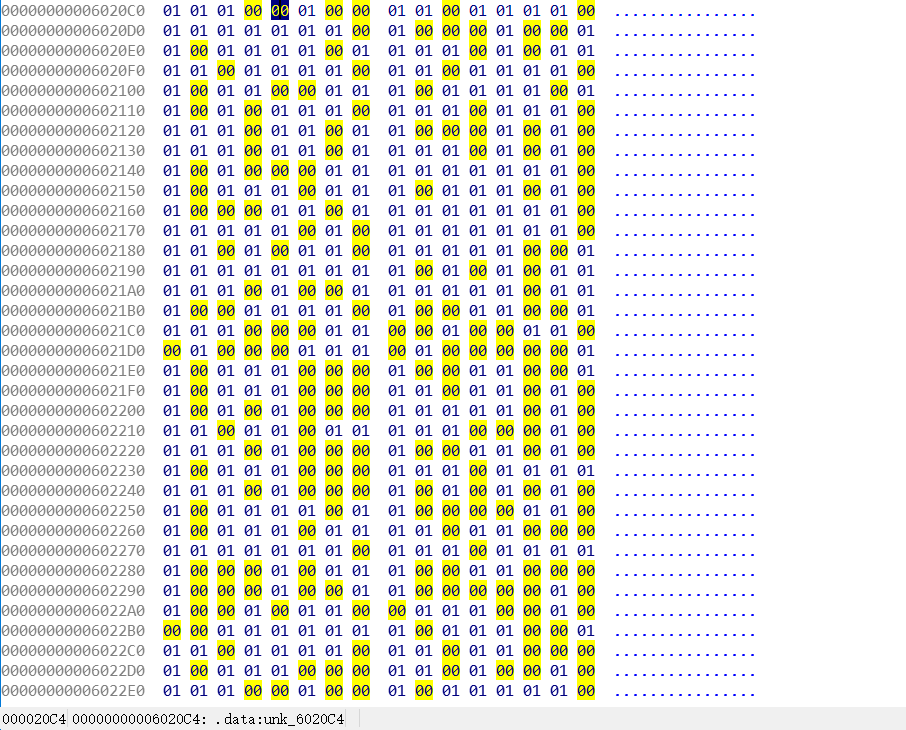 00000000006020C0 01 01 01 00 00 01 00 00 01 01 00 01 01 01 01 00 ................
00000000006020D0 01 01 01 01 01 01 01 00 01 00 00 00 01 00 00 01 ................
00000000006020E0 01 00 01 01 01 01 00 01 01 01 01 00 01 00 01 01 ................
00000000006020F0 01 01 00 01 01 01 01 00 01 01 00 01 01 01 01 00 ................
0000000000602100 01 00 01 01 00 00 01 01 01 00 01 01 01 01 00 01 ................
0000000000602110 01 00 01 00 01 01 01 00 01 01 01 00 01 01 01 00 ................
0000000000602120 01 01 01 00 01 01 00 01 01 00 00 00 01 00 01 00 ................
0000000000602130 01 01 01 00 01 01 00 01 01 01 01 00 01 00 01 00 ................
0000000000602140 01 00 01 00 00 00 01 01 01 01 01 01 01 01 01 00 ................
0000000000602150 01 00 01 01 01 00 01 01 01 00 01 01 01 00 01 00 ................
0000000000602160 01 00 00 00 01 01 00 01 01 01 01 01 01 01 01 00 ................
0000000000602170 01 01 01 01 01 00 01 00 01 01 01 01 01 01 01 00 ................
0000000000602180 01 01 00 01 00 01 01 00 01 01 01 01 01 00 00 01 ................
0000000000602190 01 01 01 01 01 01 01 01 01 00 01 00 01 00 01 01 ................
00000000006021A0 01 01 01 00 01 00 00 01 01 01 01 01 01 00 01 01 ................
00000000006021B0 01 00 00 01 01 01 01 00 01 00 00 01 01 00 00 01 ................
00000000006021C0 01 01 01 00 00 00 01 01 00 00 01 00 00 01 01 00 ................
00000000006021D0 00 01 00 00 00 01 01 01 00 01 00 00 00 00 00 01 ................
00000000006021E0 01 00 01 01 01 00 00 00 01 00 00 01 01 00 00 01 ................
00000000006021F0 01 00 01 01 01 00 00 00 01 01 00 01 01 00 01 00 ................
0000000000602200 01 00 01 00 01 00 00 00 01 01 01 01 01 00 01 00 ................
0000000000602210 01 01 00 01 01 00 01 01 01 01 01 00 00 00 01 00 ................
0000000000602220 01 01 01 00 01 00 00 00 01 00 00 01 01 00 01 00 ................
0000000000602230 01 00 01 01 01 00 00 00 01 01 01 00 01 01 01 01 ................
0000000000602240 01 01 01 00 01 00 00 00 01 00 01 00 01 00 01 00 ................
0000000000602250 01 00 01 01 01 01 00 01 01 00 00 00 00 01 01 00 ................
0000000000602260 01 00 01 01 01 00 01 01 01 01 00 01 01 00 00 00 ................
0000000000602270 01 01 01 01 01 01 01 00 01 01 01 00 01 01 01 01 ................
0000000000602280 01 00 00 00 01 00 01 01 01 00 00 01 01 00 00 00 ................
0000000000602290 01 00 00 00 01 00 00 01 01 00 00 00 00 00 01 00 ................
00000000006022A0 01 00 00 01 00 01 01 00 00 01 01 01 00 00 01 00 ................
00000000006022B0 00 00 01 01 01 01 01 01 01 00 01 01 01 00 00 01 ................
00000000006022C0 01 01 00 01 01 01 01 00 01 01 00 01 01 00 00 00 ................
00000000006022D0 01 00 01 01 01 00 00 00 01 01 00 01 00 00 01 00 ................
00000000006022E0 01 01 01 00 00 01 00 00 01 00 01 01 01 01 01 00 ................
000020C4 00000000006020C4: .data:unk_6020C4